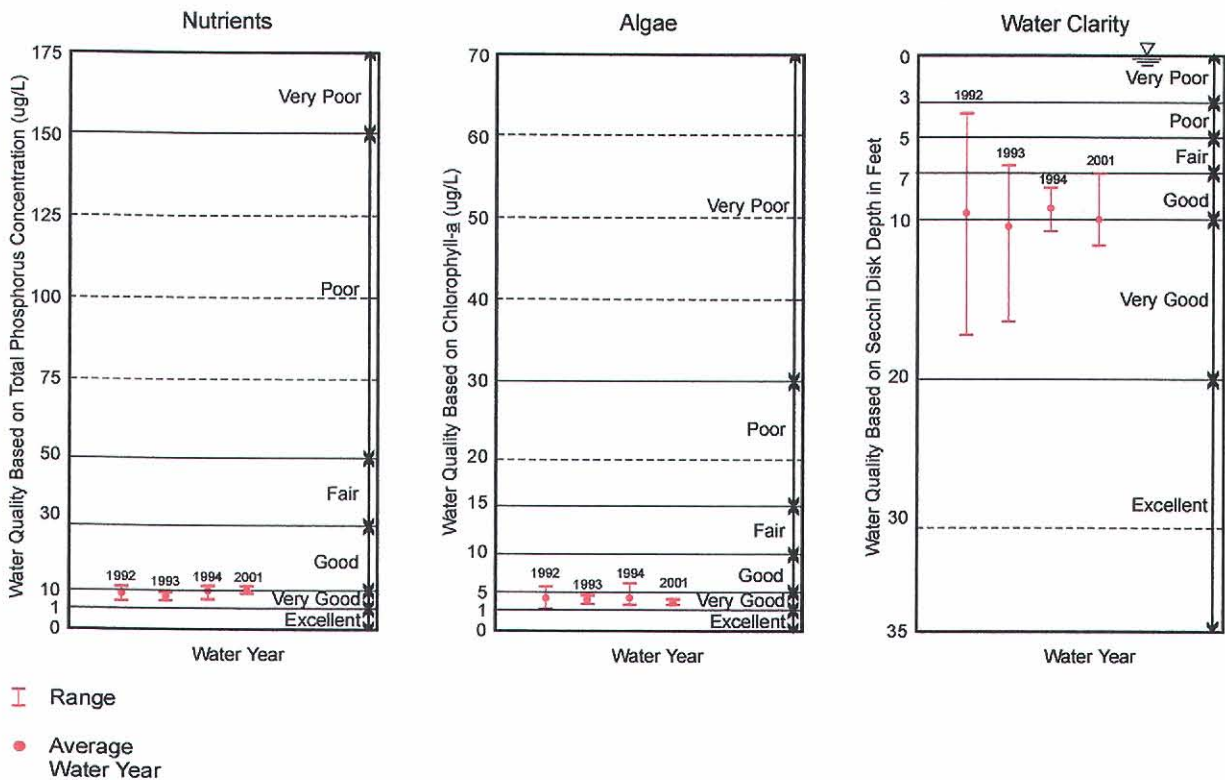 Nutrients
Water Quality Based on Total Phosphorus Concentration (ug/L)
175
150
125
100
75
50
30
10
1
0
Very Poor
Poor
Fair
Good
Very Good
Excellent
1992
1993
1994
2001
Water Year
Algae
Water Quality Based on Chlorophyll-a (ug/L)
70
60
50
40
30
20
15
10
5
1
0
Very Poor
Poor
Fair
Good
Very Good
Excellent
1992
1993
1994
2001
Water Year
Water Clarity
Water Quality Based on Secchi Disk Depth in Feet
0
3
5
7
10
20
30
35
Very Poor
Poor
Fair
Good
Very Good
Excellent
1992
1993
1994
2001
Water Year
Range
Average
Water Year